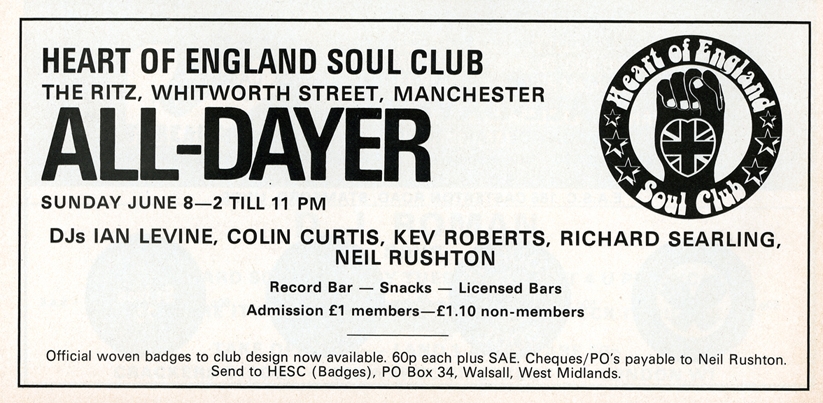 HEART OF ENGLAND SOUL CLUB
THE RITZ, WHITWORTH STREET, MANCHESTER
ALL-DAYER
SUNDAY JUNE 8—2 TILL 11 PM
Heart of England
Soul Club
DJs IAN LEVINE, COLIN CURTIS, KEV ROBERTS, RICHARD SEARLING,
NEIL RUSHTON
Record Bar — Snacks — Licensed Bars
Admission £1 members—£1.10 non-members
Official woven badges to club design now available. 60p each plus SAE. Cheques/PO's payable to Neil Rushton.
Send to HESC (Badges), PO Box 34, Walsall, West Midlands.